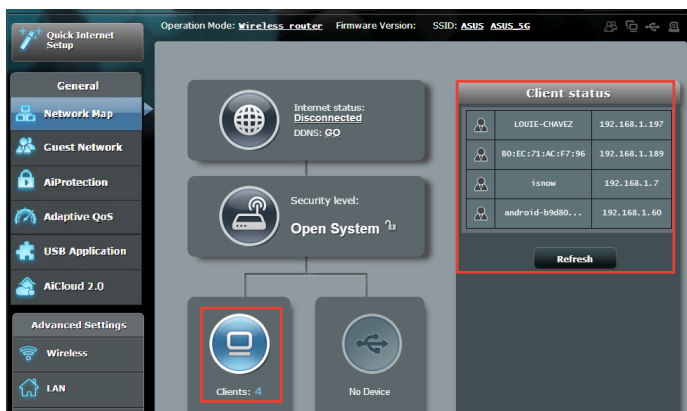 Quick Internet
Setup
Operation Mode: Wireless router Firmware Version: SSID: ASUS ASUS_5G
General
Network Map
Guest Network
AiProtection
Adaptive QoS
USB Application
AiCloud 2.0
Advanced Settings
Wireless
LAN
Internet status:
Disconnected
DDNS: GO
Security level:
Open System
Clients: 4
No Device
Client status
LOUIE-CHAVEZ 192.168.1.197
B0:EC:71:AC:F7:96 192.168.1.189
isnow 192.168.1.7
android-b9d80... 192.168.1.60
Refresh